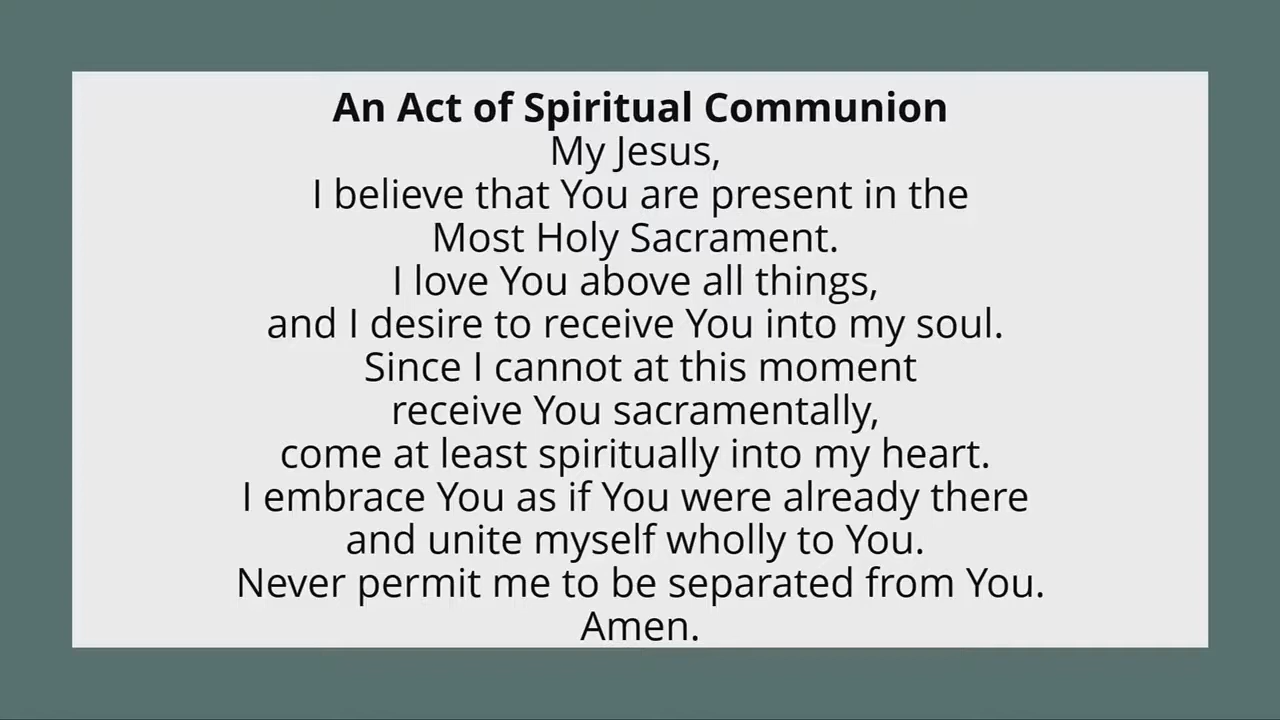 An Act of Spiritual Communion
My Jesus,
I believe that You are present in the
Most Holy Sacrament.
I love You above all things,
and I desire to receive You into my soul.
Since I cannot at this moment
receive You sacramentally,
come at least spiritually into my heart.
I embrace You as if You were already there
and unite myself wholly to You.
Never permit me to be separated from You.
Amen.